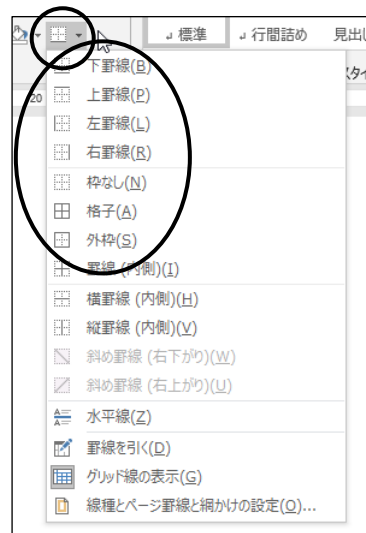 ↲ 標準 ↲ 行間詰め 見出し
下罫線(B)
20
上罫線(P)
左罫線(L)
右罫線(R)
枠なし(N)
格子(A)
外枠(S)
罫線 (内側)(I)
横罫線 (内側)(H)
縦罫線 (内側)(V)
斜め罫線 (右下がり)(W)
斜め罫線 (右上がり)(U)
水平線(Z)
罫線を引く(D)
グリッド線の表示(G)
線種とページ罫線と網かけの設定(O)...